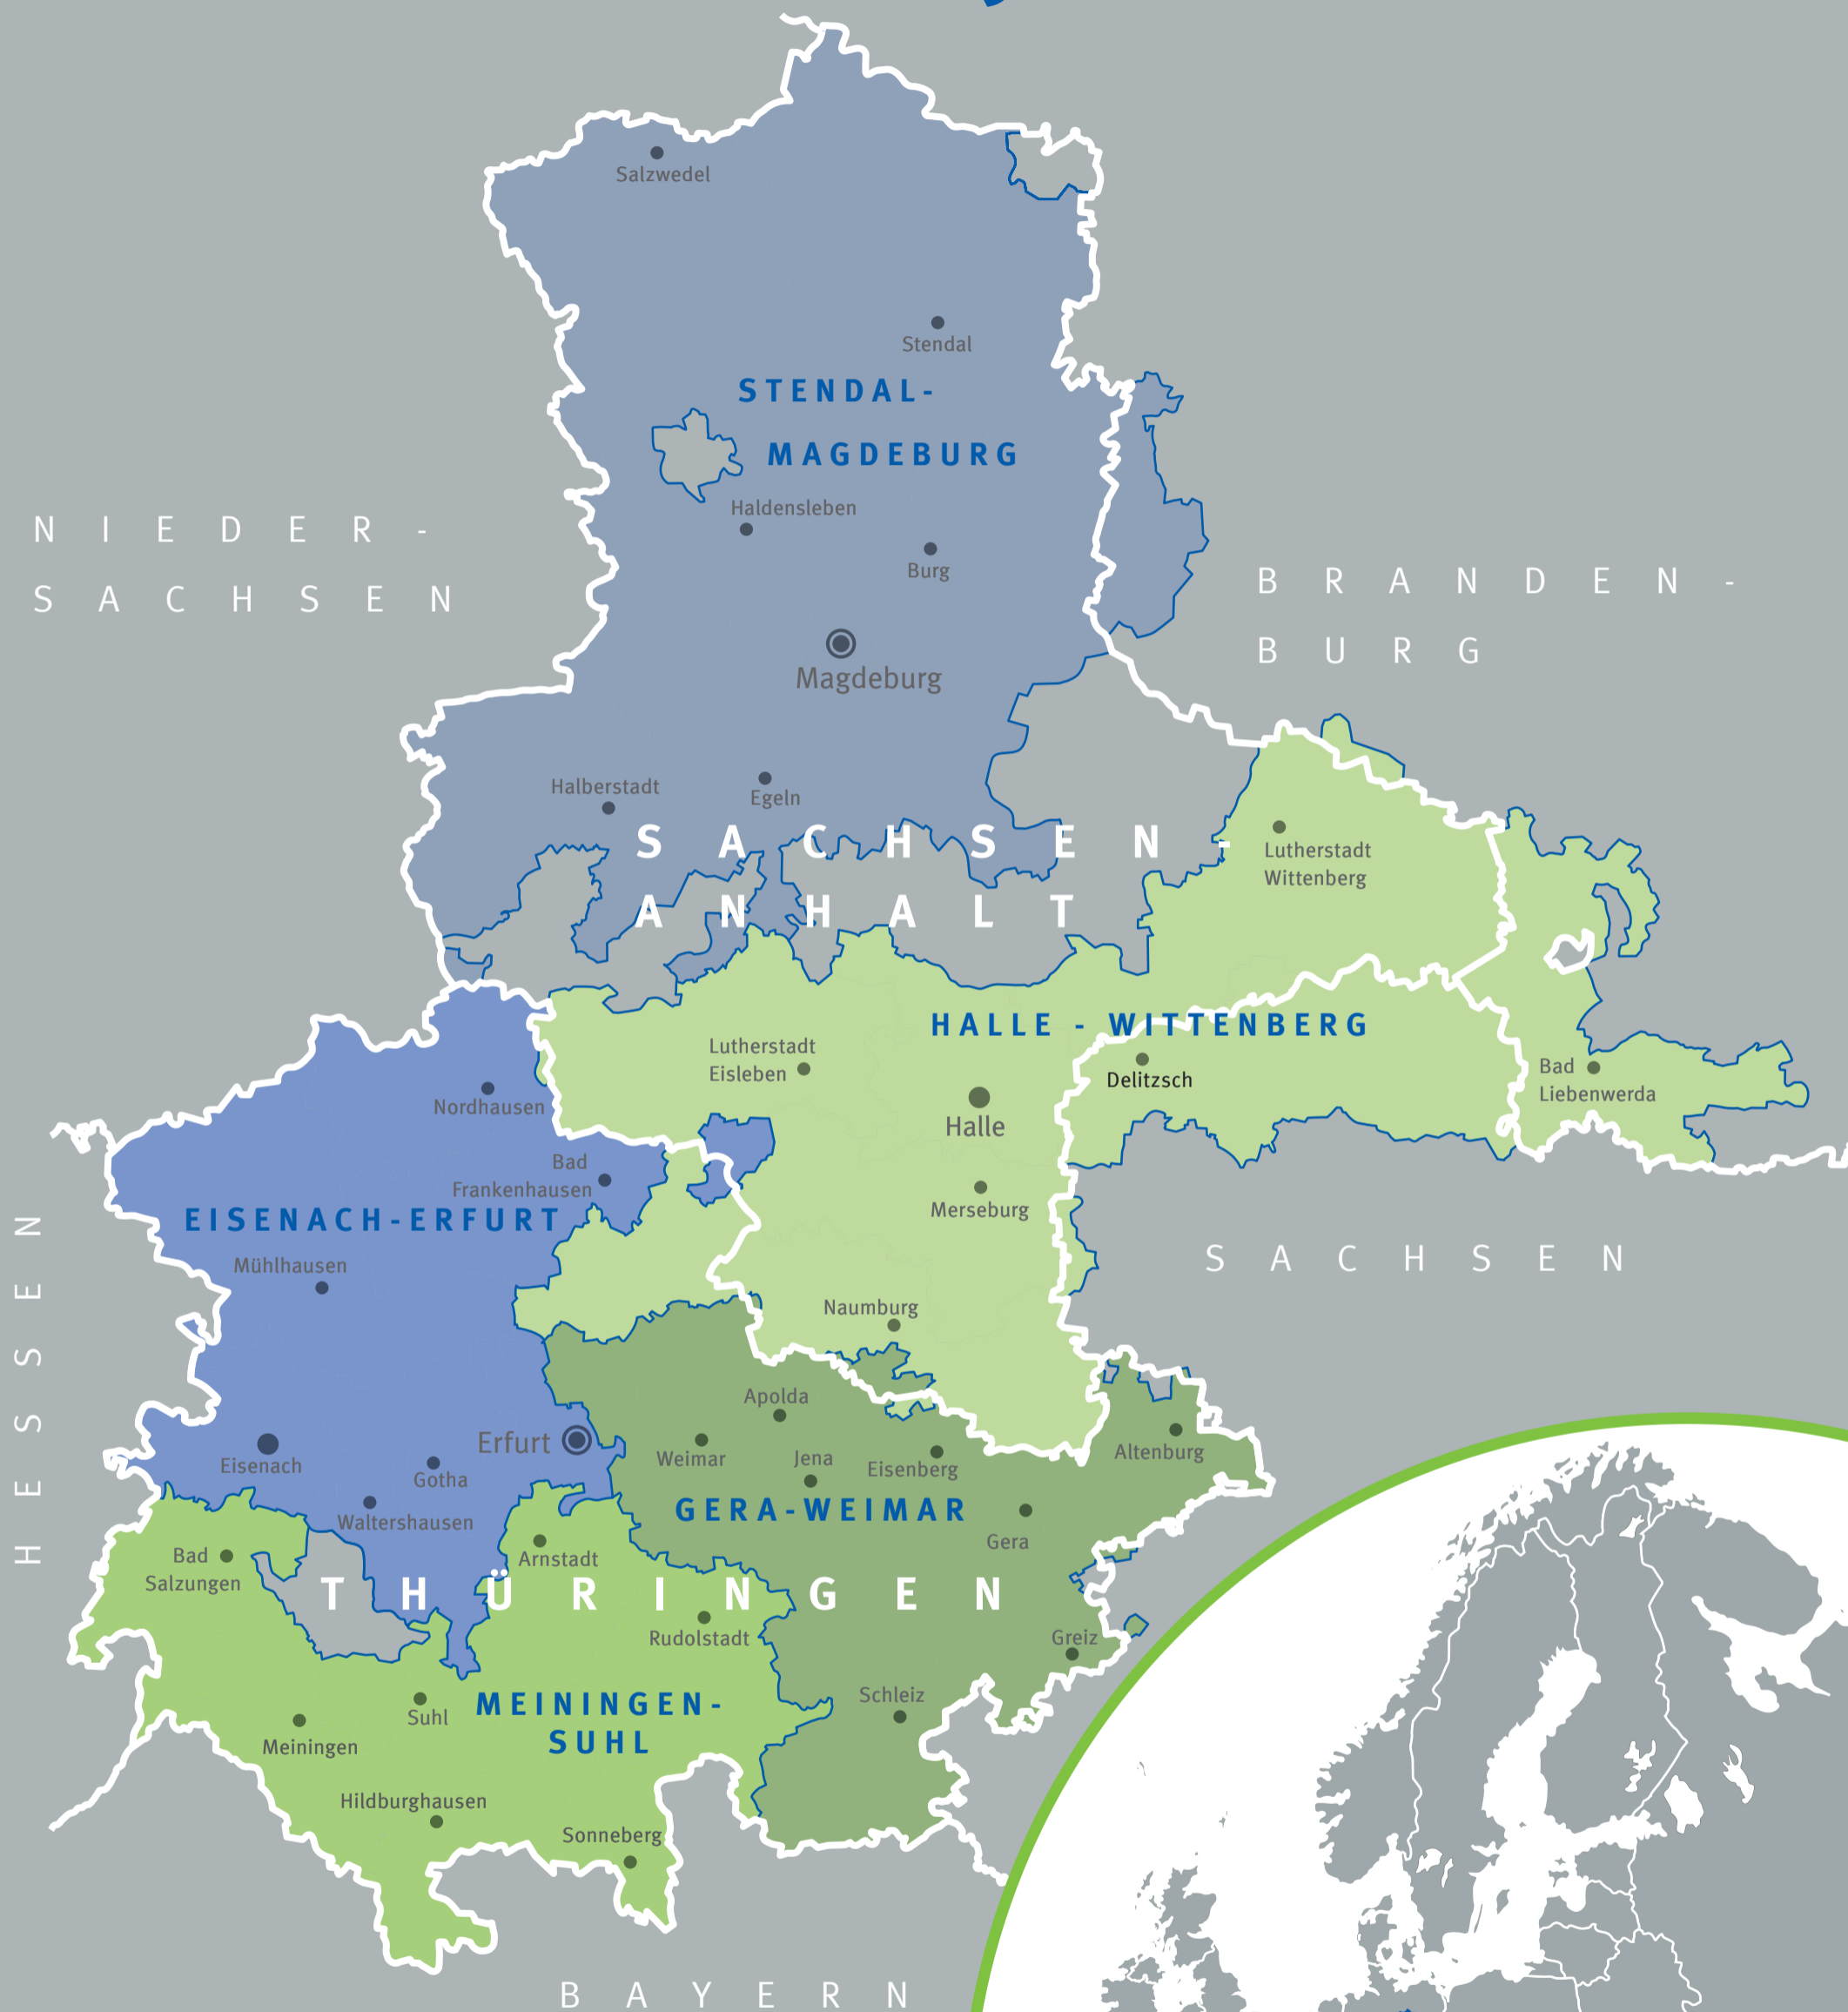 Salzwedel
Stendal
STENDAL-
MAGDEBURG
Haldensleben
NIEDER-
SACHSEN
Burg
BRANDEN-
BURG
Magdeburg
Halberstadt
Egeln
SACHSEN-
ANHALT
Lutherstadt
Wittenberg
HALLE - WITTENBERG
Lutherstadt
Eisleben
Delitzsch
Bad
Liebenwerda
Halle
Nordhausen
Bad
Frankenhausen
EISENACH-ERFURT
Merseburg
HESSEN
SACHSEN
Mühlhausen
Naumburg
Apolda
Erfurt
Weimar
Jena
Eisenberg
Altenburg
Eisenach
Gotha
Waltershausen
GERA-WEIMAR
Gera
Bad
Salzungen
Arnstadt
THÜRINGEN
Rudolstadt
Greiz
Schleiz
MEININGEN-
SUHL
Suhl
Meiningen
Hildburghausen
Sonneberg
BAYERN